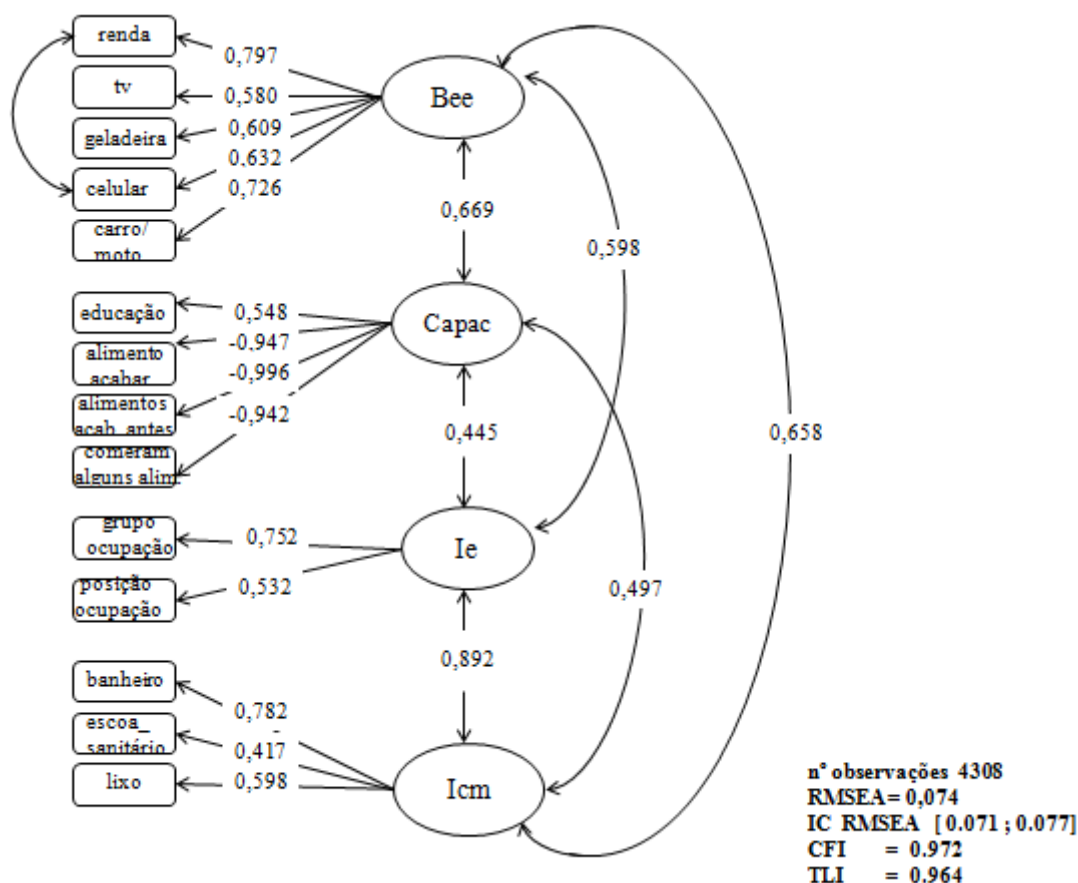 renda
0,797
tv
0,580
Bee
geladeira
0,609
celular
0,632
carro/
moto
0,726
0,669
0,598
educação
0,548
Capac
alimento
acabar
-0,947
alimentos
acab antes
-0,996
comeram
alguns alim
-0,942
0,445
0,658
grupo
ocupação
0,752
Ie
posição
ocupação
0,532
0,497
0,892
banheiro
0,782
escoa_
sanitário
0,417
lixo
0,598
Icm
nº observações 4308
RMSEA = 0,074
IC RMSEA [ 0.071 ; 0.077]
CFI = 0.972
TLI = 0.964